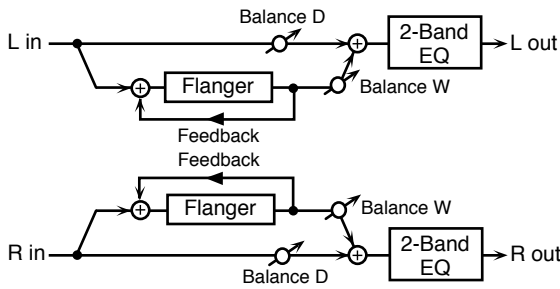 Balance D
L in
2-Band
EQ
L out
Flanger
Balance W
Feedback
Feedback
Flanger
Balance W
R in
2-Band
EQ
R out
Balance D